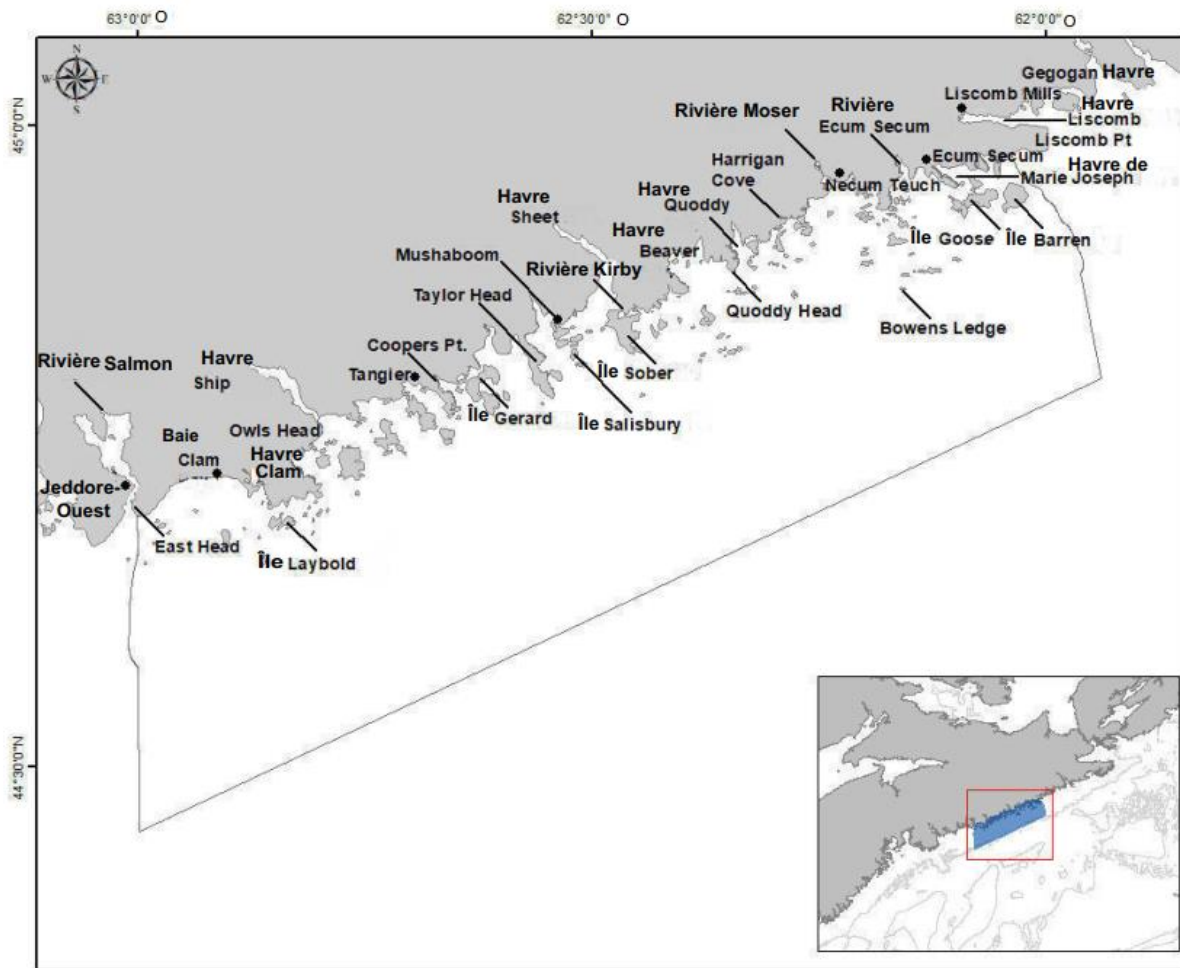 63°0'0" O
62°30'0" O
62°0'0" O
N
W
E
S
45°0'0"N
44°30'0"N
Gegogan Havre
Liscomb Mills
Havre
Liscomb
Liscomb Pt
Rivière
Ecum Secum
Rivière Moser
Ecum Secum
Havre de
Marie Joseph
Necum Teuch
Harrigan
Cove
Île Goose
Île Barren
Havre
Quoddy
Havre
Sheet
Havre
Beaver
Mushaboom
Rivière Kirby
Quoddy Head
Bowens Ledge
Taylor Head
Coopers Pt.
Tangier
Île Sober
Île Gerard
Île Salisbury
Rivière Salmon
Havre
Ship
Owls Head
Baie
Clam
Havre
Clam
Jeddore-
Ouest
East Head
Île Laybold